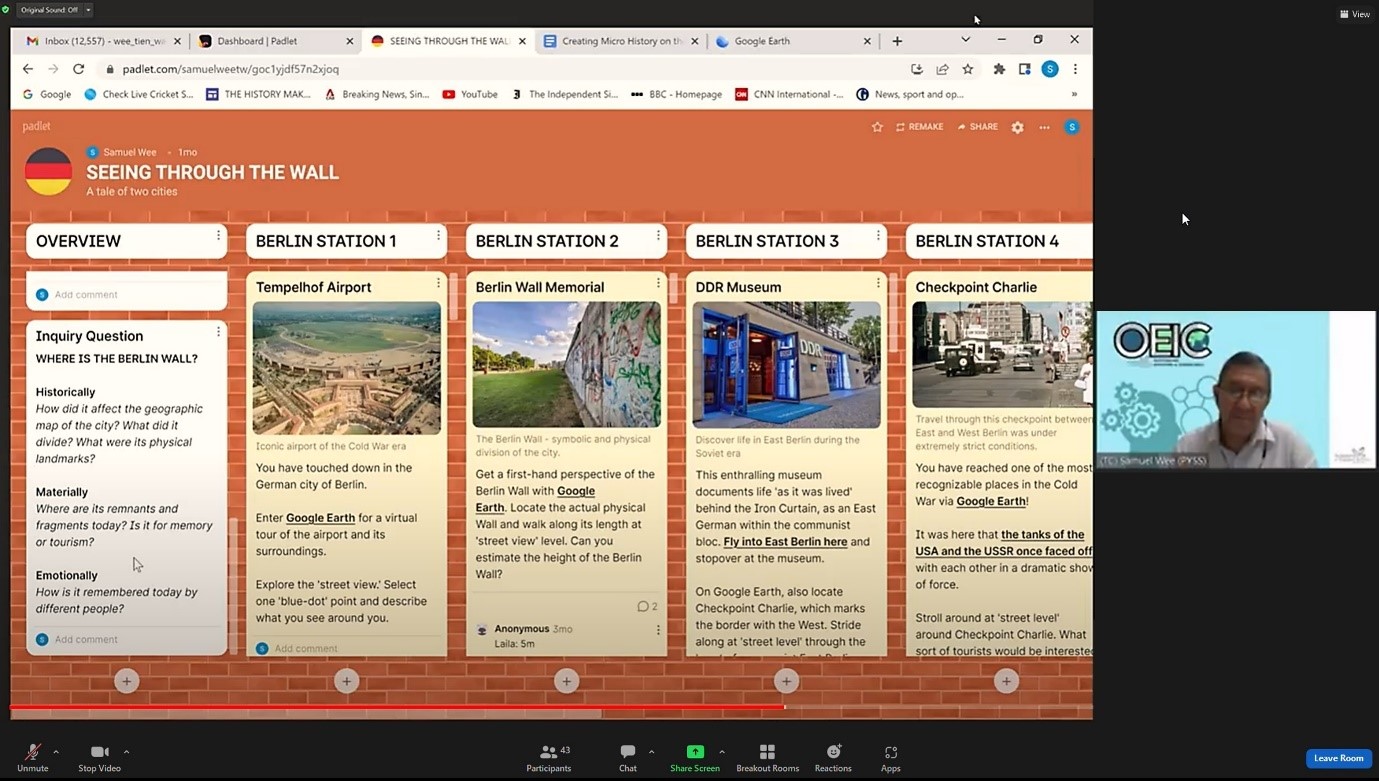 Original Sound: Off
View
Inbox (12,557) - wee_tien_w
Dashboard | Padlet
SEEING THROUGH THE WAL
Creating Micro History on th
Google Earth
padlet.com/samuelweetw/goc1yjdf57n2xjoq
S
Google
Check Live Cricket S...
THE HISTORY MAK...
Breaking News, Sin...
YouTube
The Independent Si...
BBC - Homepage
CNN International -...
News, sport and op...
»
padlet
REMAKE
SHARE
S
S Samuel Wee - 1mo
SEEING THROUGH THE WALL
A tale of two cities
OVERVIEW
S Add comment
Inquiry Question
WHERE IS THE BERLIN WALL?
Historically
How did it affect the geographic
map of the city? What did it
divide? What were its physical
landmarks?
Materially
Where are its remnants and
fragments today? Is it for memory
or tourism?
Emotionally
How is it remembered today by
different people?
S Add comment
BERLIN STATION 1
Tempelhof Airport
Iconic airport of the Cold War era
You have touched down in the
German city of Berlin.
Enter Google Earth for a virtual
tour of the airport and its
surroundings.
Explore the 'street view.' Select
one 'blue-dot' point and describe
what you see around you.
S Add comment
BERLIN STATION 2
Berlin Wall Memorial
The Berlin Wall - symbolic and physical
division of the city.
Get a first-hand perspective of the
Berlin Wall with Google
Earth. Locate the actual physical
Wall and walk along its length at
'street view' level. Can you
estimate the height of the Berlin
Wall?
2
Anonymous 3mo
Laila: 5m
BERLIN STATION 3
DDR Museum
DDR
Discover life in East Berlin during the
Soviet era
This enthralling museum
documents life 'as it was lived'
behind the Iron Curtain, as an East
German within the communist
bloc. Fly into East Berlin here and
stopover at the museum.
On Google Earth, also locate
Checkpoint Charlie, which marks
the border with the West. Stride
along at 'street level' through the
BERLIN STATION 4
Checkpoint Charlie
Travel through this checkpoint between
East and West Berlin was under
extremely strict conditions.
You have reached one of the most
recognizable places in the Cold
War via Google Earth!
It was here that the tanks of the
USA and the USSR once faced off
with each other in a dramatic show
of force.
Stroll around at 'street level'
around Checkpoint Charlie. What
sort of tourists would be interested
OEIC
(TC) Samuel Wee (PYSS)
Unmute
Stop Video
Participants 43
Chat
Share Screen
Breakout Rooms
Reactions
Apps
Leave Room